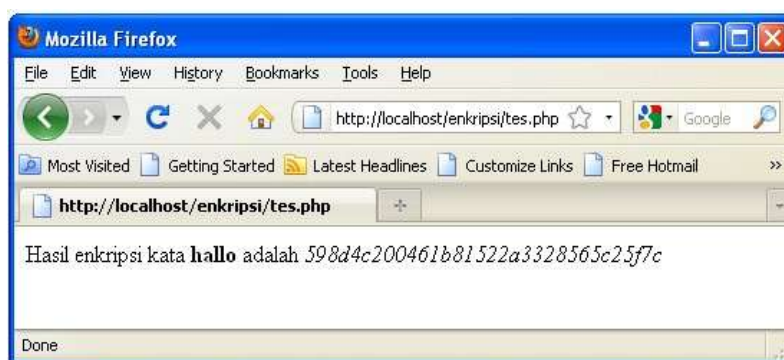 Mozilla Firefox
File Edit View History Bookmarks Tools Help
http://localhost/enkripsi/tes.php Google
Most Visited Getting Started Latest Headlines Customize Links Free Hotmail »
http://localhost/enkripsi/tes.php
Hasil enkripsi kata hallo adalah 598d4c200461b81522a3328565c25f7c
Done